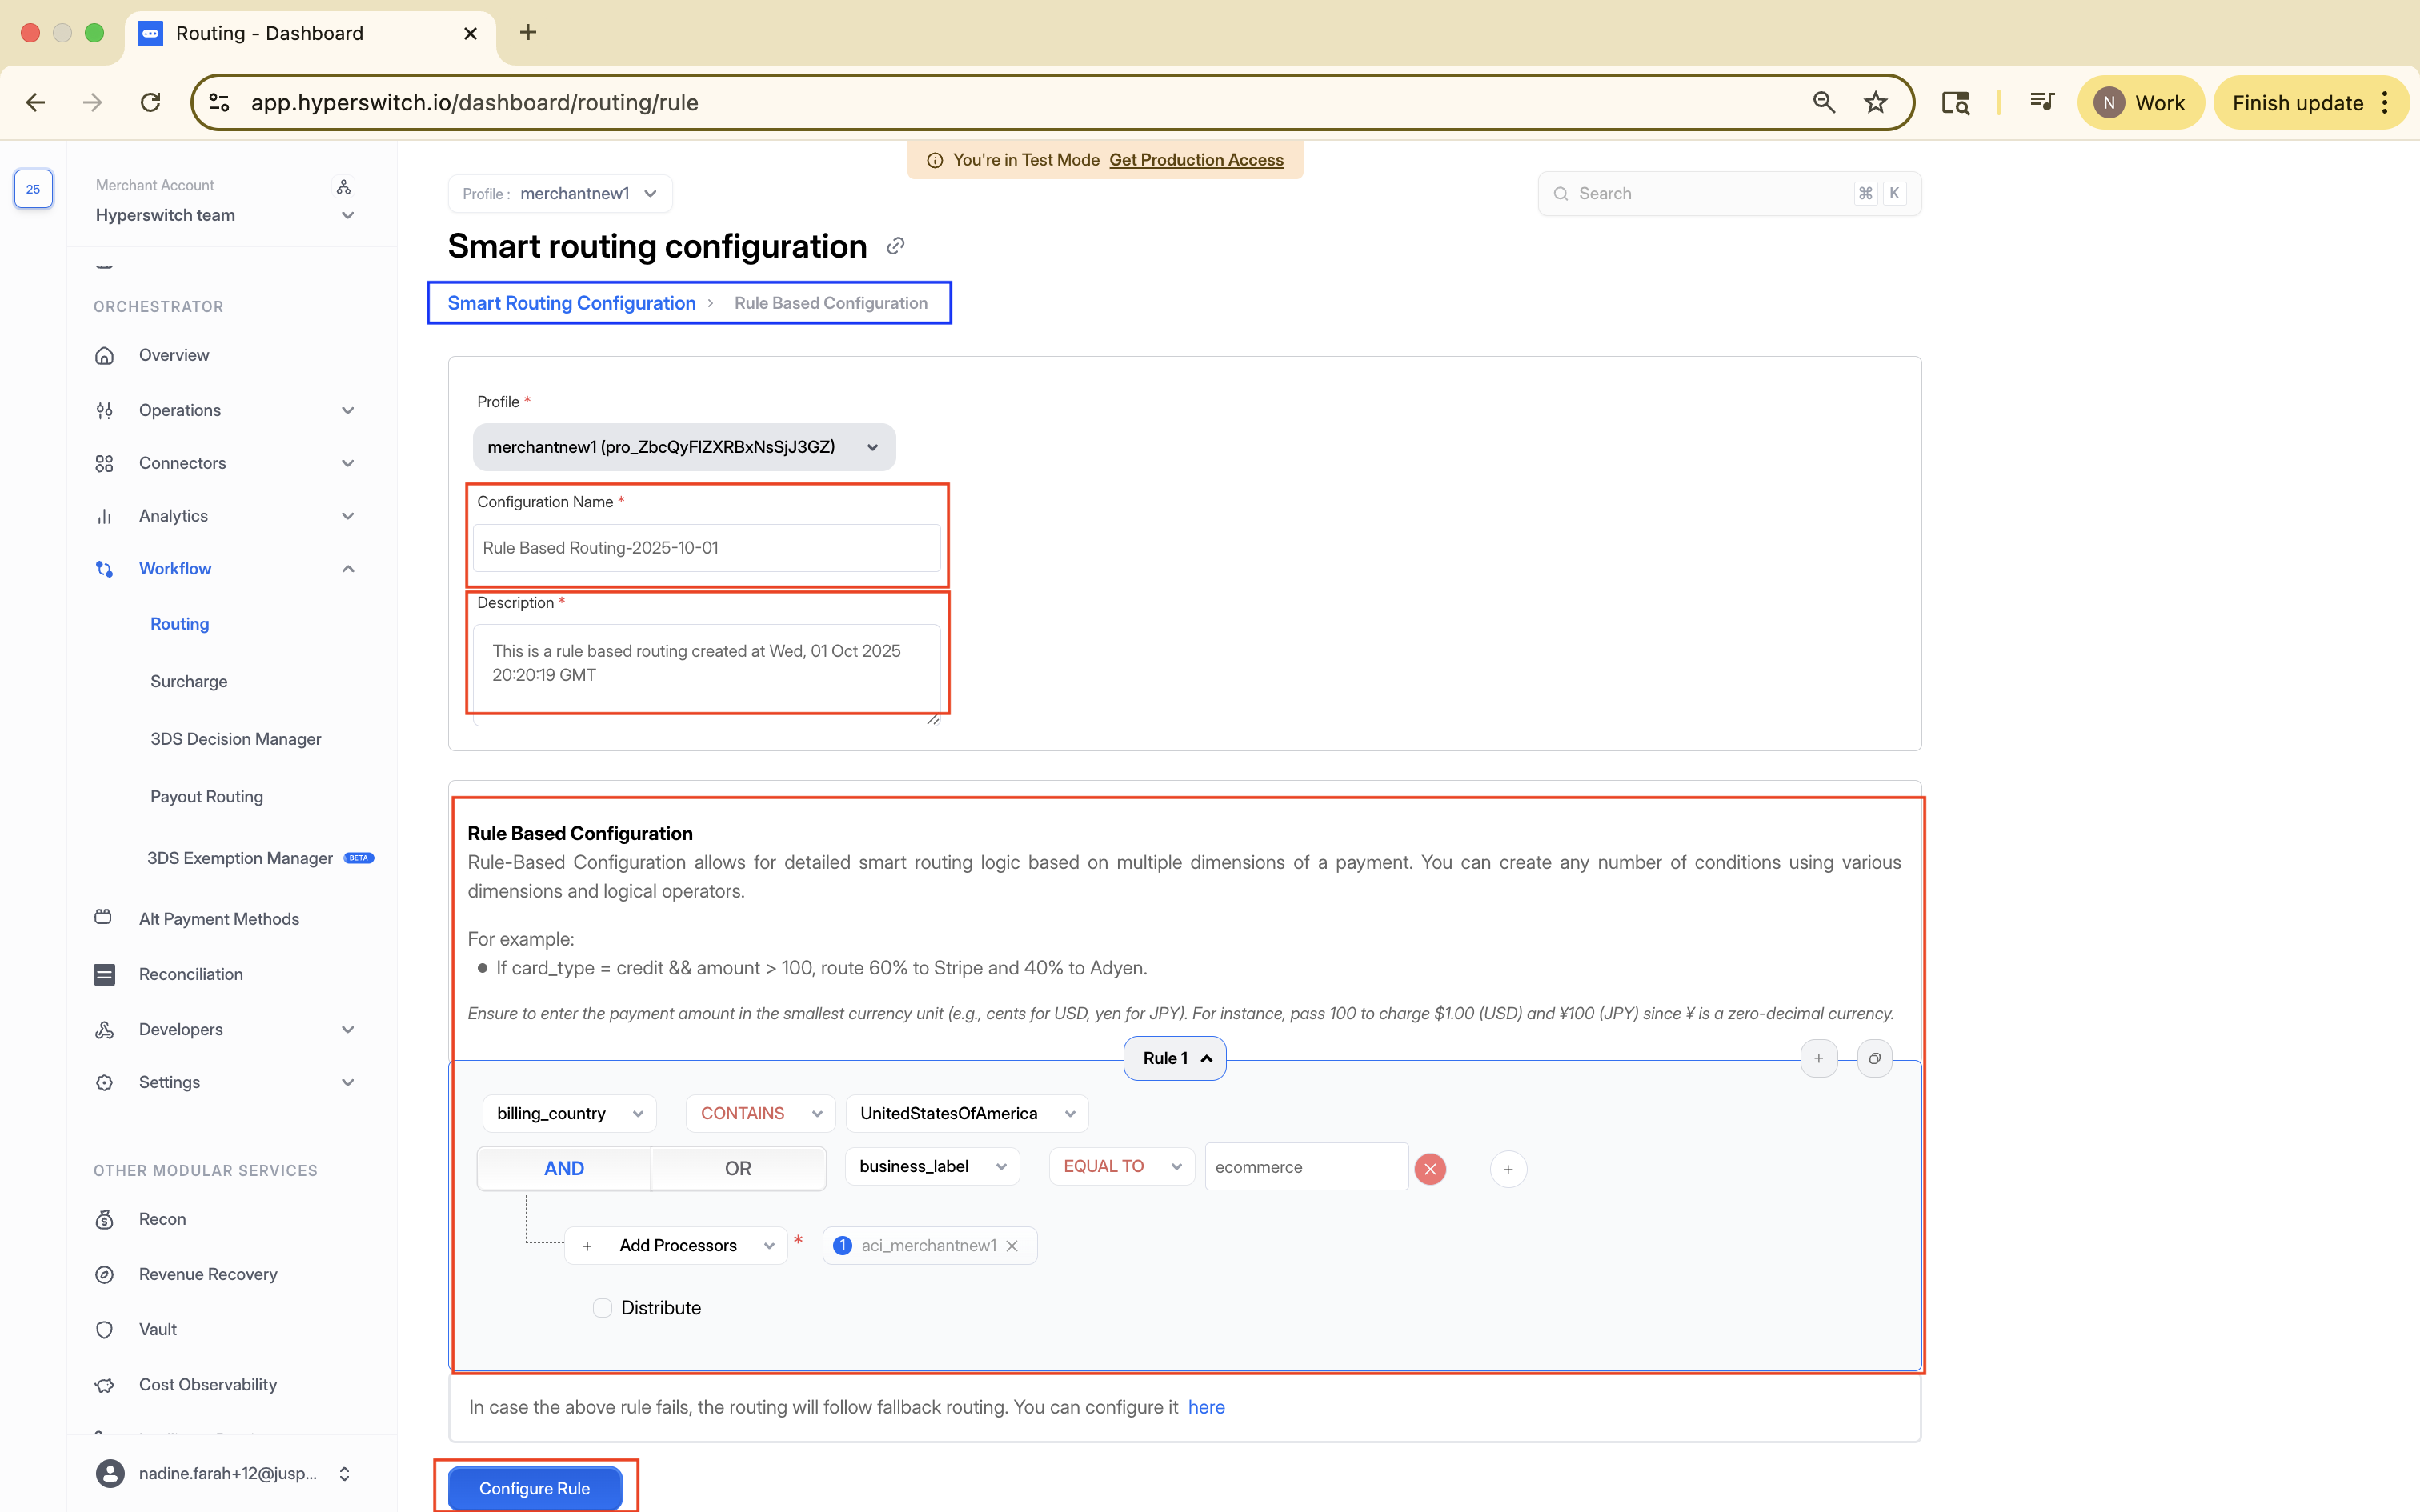 Routing - Dashboard
app.hyperswitch.io/dashboard/routing/rule
N Work
Finish update
25
Merchant Account
Hyperswitch team
ORCHESTRATOR
Overview
Operations
Connectors
Analytics
Workflow
Routing
Surcharge
3DS Decision Manager
Payout Routing
3DS Exemption Manager BETA
Alt Payment Methods
Reconciliation
Developers
Settings
OTHER MODULAR SERVICES
Recon
Revenue Recovery
Vault
Cost Observability
nadine.farah+12@jusp...
You're in Test Mode Get Production Access
Profile : merchantnew1
Search ⌘ K
Smart routing configuration
Smart Routing Configuration > Rule Based Configuration
Profile *
merchantnew1 (pro_ZbcQyFlZXRBxNsSjJ3GZ)
Configuration Name *
Rule Based Routing-2025-10-01
Description *
This is a rule based routing created at Wed, 01 Oct 2025
20:20:19 GMT
Rule Based Configuration
Rule-Based Configuration allows for detailed smart routing logic based on multiple dimensions of a payment. You can create any number of conditions using various
dimensions and logical operators.
For example:
● If card_type = credit && amount > 100, route 60% to Stripe and 40% to Adyen.
Ensure to enter the payment amount in the smallest currency unit (e.g., cents for USD, yen for JPY). For instance, pass 100 to charge $1.00 (USD) and ¥100 (JPY) since ¥ is a zero-decimal currency.
Rule 1
billing_country CONTAINS UnitedStatesOfAmerica
AND OR business_label EQUAL TO ecommerce
+ Add Processors * 1 aci_merchantnew1
Distribute
In case the above rule fails, the routing will follow fallback routing. You can configure it here
Configure Rule